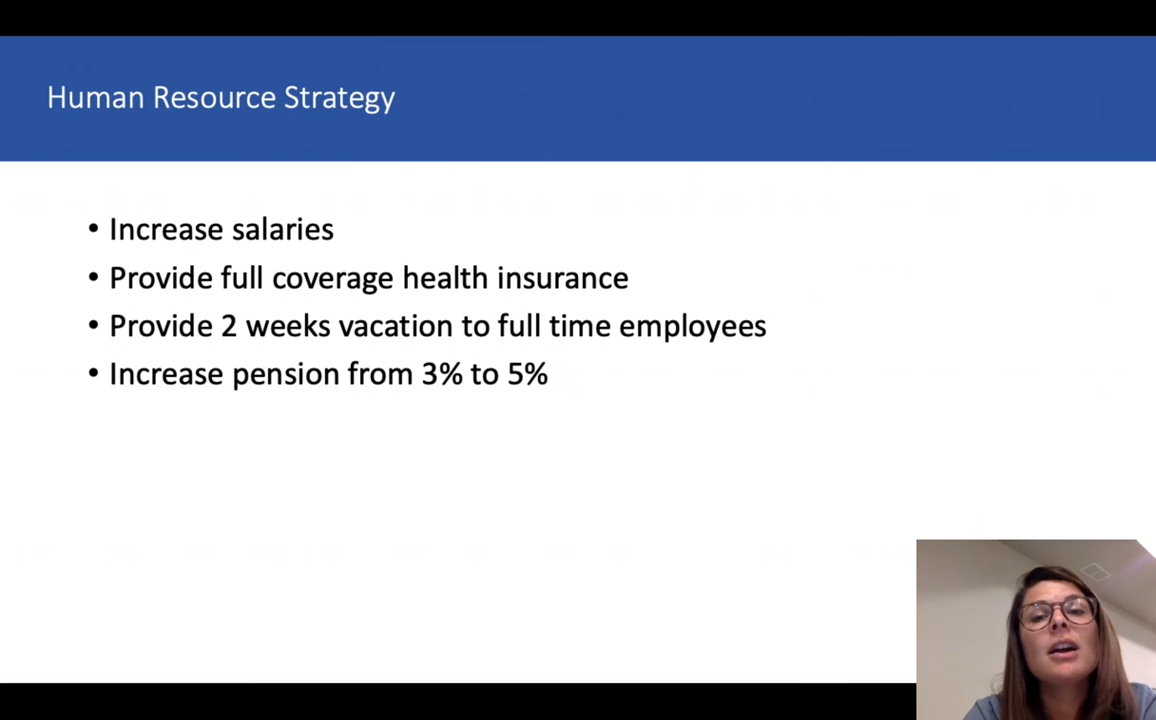 Human Resource Strategy
• Increase salaries
• Provide full coverage health insurance
• Provide 2 weeks vacation to full time employees
• Increase pension from 3% to 5%